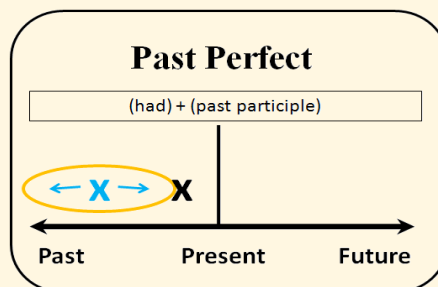 Past Perfect
(had) + (past participle)
X X
Past Present Future